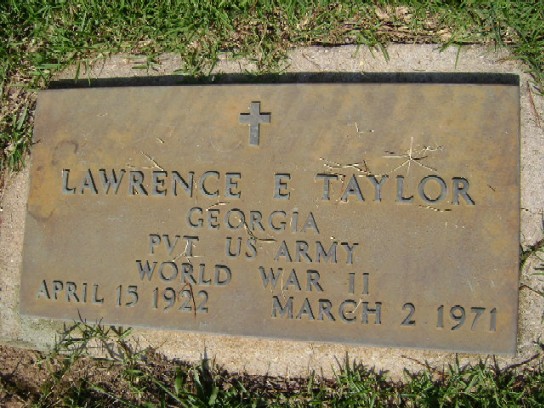 LAWRENCE E TAYLOR
GEORGIA
PVT US ARMY
WORLD WAR II
APRIL 15 1922 MARCH 2 1971